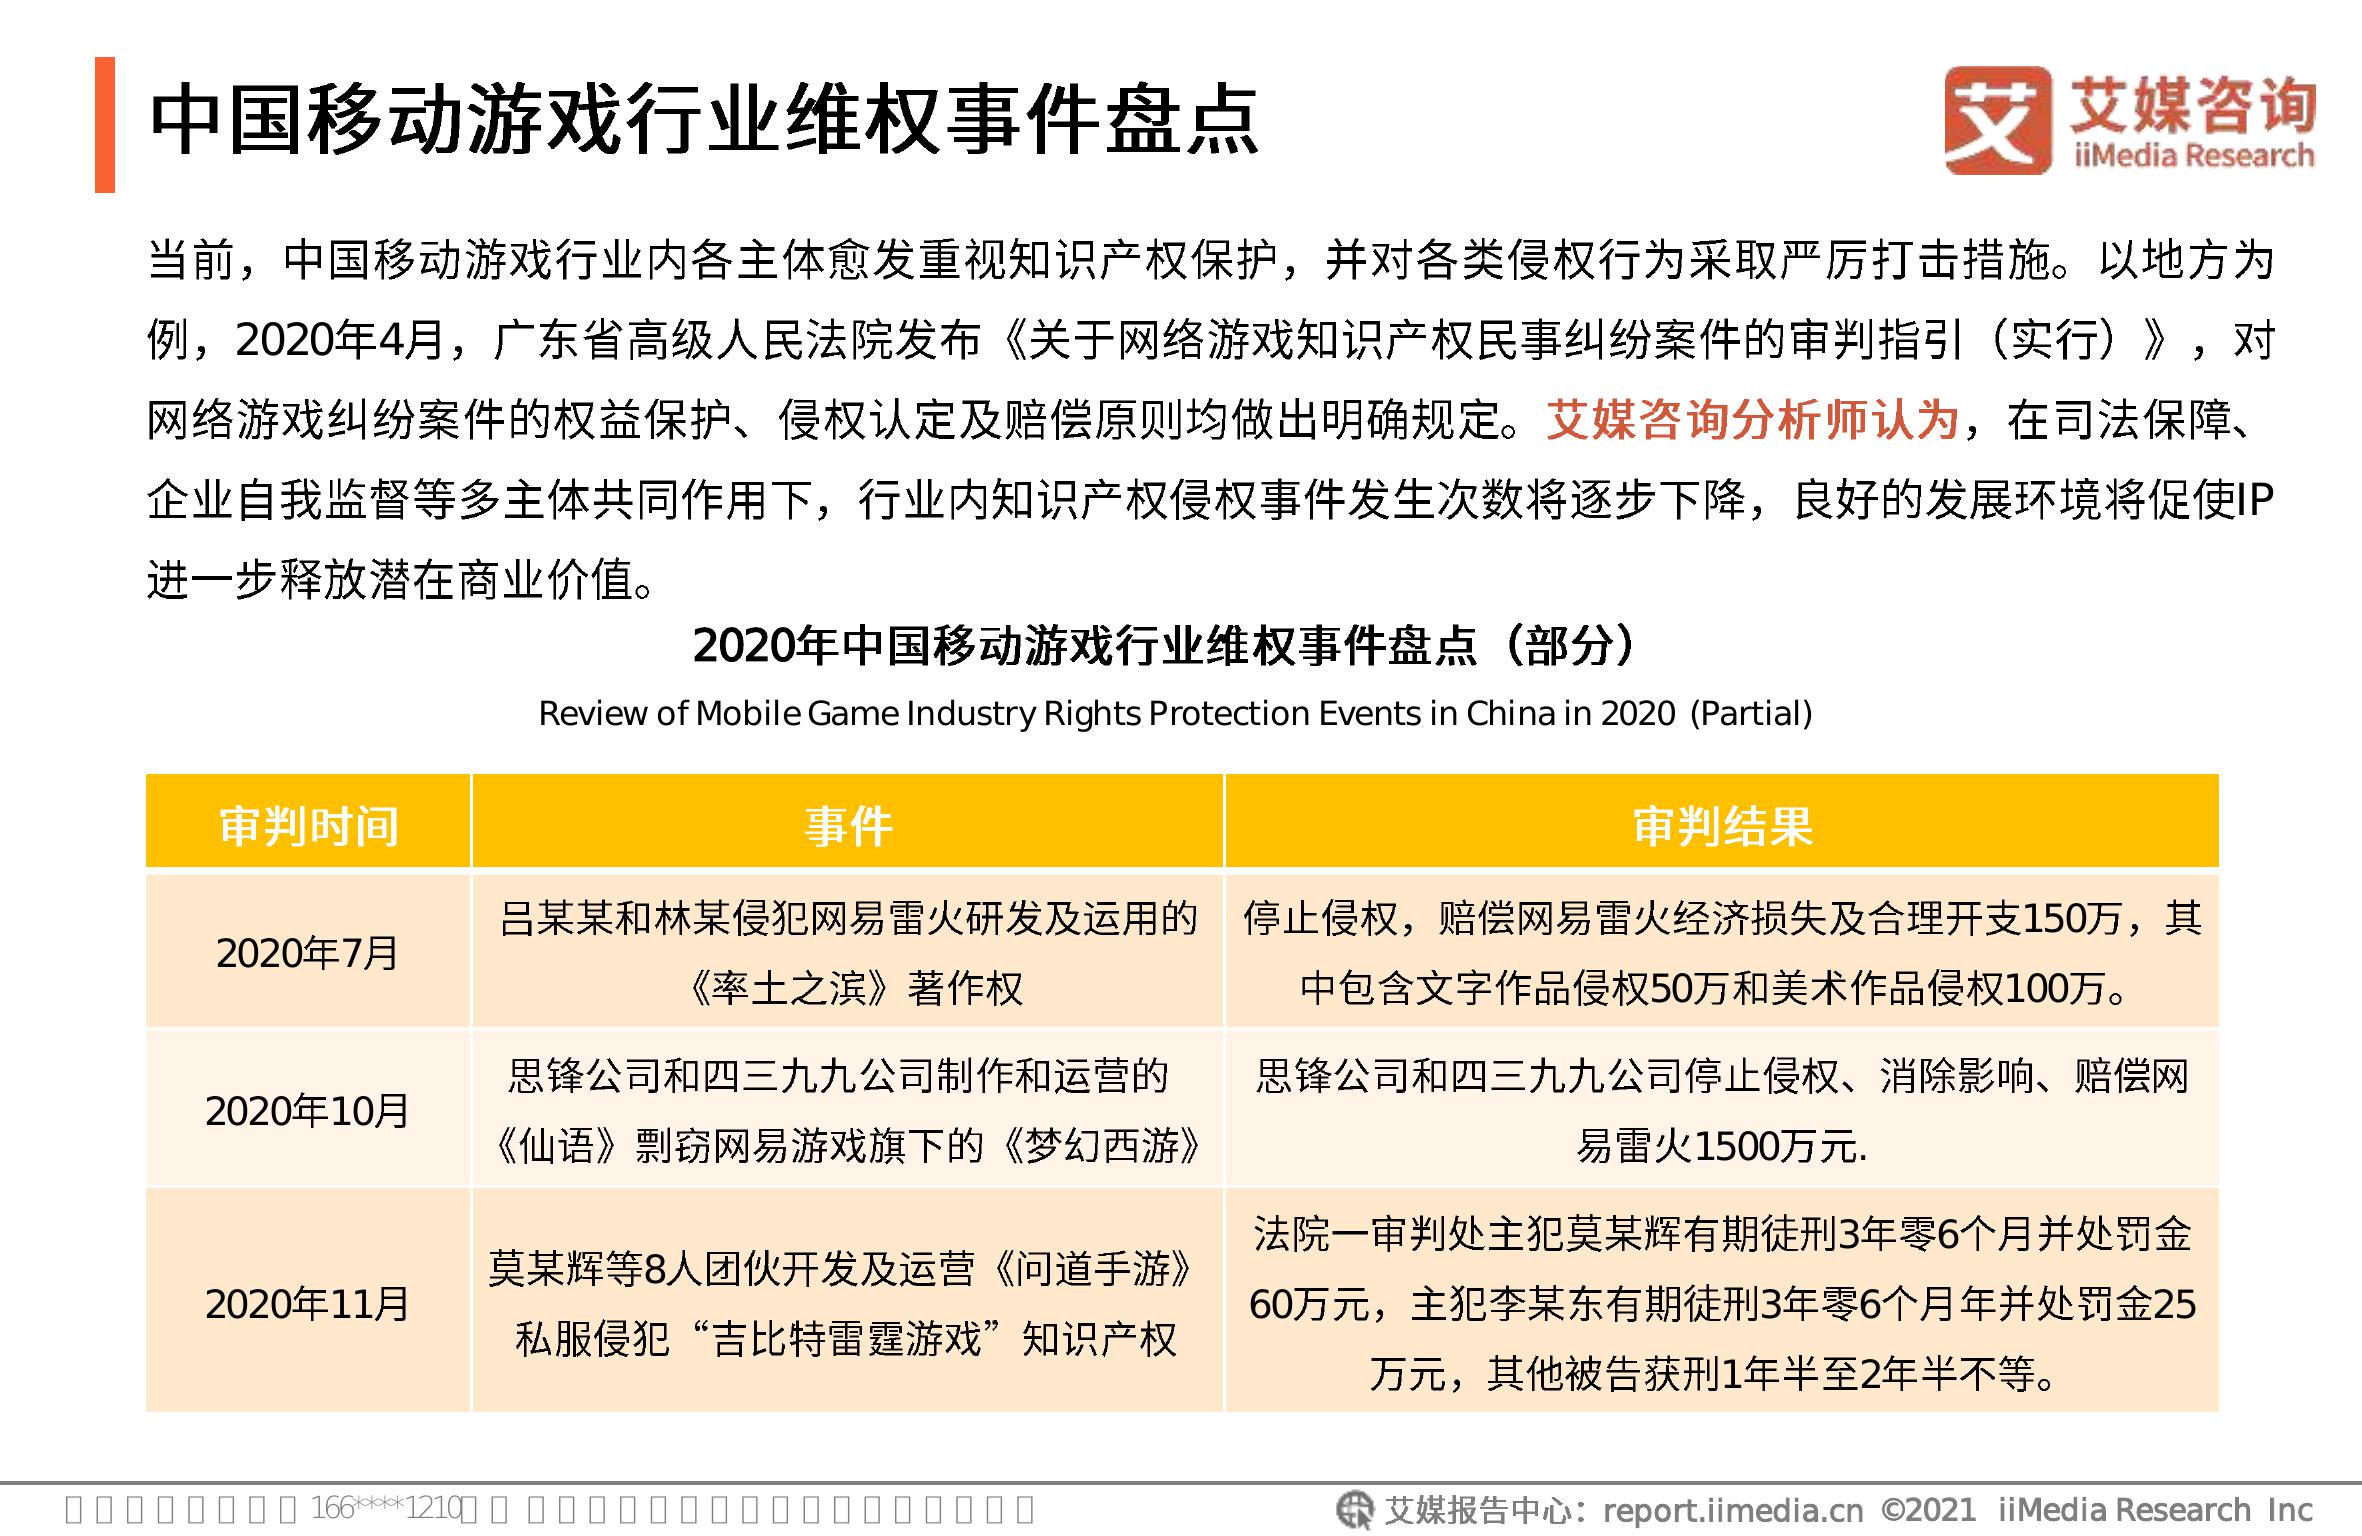 中国移动游戏行业维权事件盘点
艾
艾媒咨询
iiMedia Research
当前，中国移动游戏行业内各主体愈发重视知识产权保护，并对各类侵权行为采取严厉打击措施。以地方为
例，2020年4月，广东省高级人民法院发布《关于网络游戏知识产权民事纠纷案件的审判指引（实行）》，对
网络游戏纠纷案件的权益保护、侵权认定及赔偿原则均做出明确规定。艾媒咨询分析师认为，在司法保障、
企业自我监督等多主体共同作用下，行业内知识产权侵权事件发生次数将逐步下降，良好的发展环境将促使IP
进一步释放潜在商业价值。
2020年中国移动游戏行业维权事件盘点（部分）
Review of Mobile Game Industry Rights Protection Events in China in 2020 (Partial)
审判时间
事件
审判结果
2020年7月
吕某某和林某侵犯网易雷火研发及运用的
《率土之滨》著作权
停止侵权，赔偿网易雷火经济损失及合理开支150万，其
中包含文字作品侵权50万和美术作品侵权100万。
2020年10月
思锋公司和四三九九公司制作和运营的
《仙语》剽窃网易游戏旗下的《梦幻西游》
思锋公司和四三九九公司停止侵权、消除影响、赔偿网
易雷火1500万元.
2020年11月
莫某辉等8人团伙开发及运营《问道手游》
私服侵犯“吉比特雷霆游戏”知识产权
法院一审判处主犯莫某辉有期徒刑3年零6个月并处罚金
60万元，主犯李某东有期徒刑3年零6个月年并处罚金25
万元，其他被告获刑1年半至2年半不等。
166****1210
艾媒报告中心：report.iimedia.cn ©2021 iiMedia Research Inc